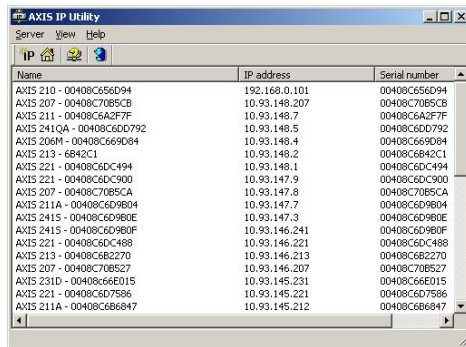 AXIS IP Utility
Server View Help
iP
Name IP address Serial number
AXIS 210 - 00408C656D94 192.168.0.101 00408C656D94
AXIS 207 - 00408C70B5CB 10.93.148.207 00408C70B5CB
AXIS 211 - 00408C6A2F7F 10.93.148.7 00408C6A2F7F
AXIS 241QA - 00408C6DD792 10.93.148.5 00408C6DD792
AXIS 206M - 00408C669D84 10.93.148.4 00408C669D84
AXIS 213 - 6B42C1 10.93.148.2 00408C6B42C1
AXIS 221 - 00408C6DC494 10.93.148.1 00408C6DC494
AXIS 221 - 00408C6DC900 10.93.147.9 00408C6DC900
AXIS 207 - 00408C70B5CA 10.93.147.8 00408C70B5CA
AXIS 211A - 00408C6D9B04 10.93.147.7 00408C6D9B04
AXIS 241S - 00408C6D9B0E 10.93.147.3 00408C6D9B0E
AXIS 241S - 00408C6D9B0F 10.93.146.241 00408C6D9B0F
AXIS 221 - 00408C6DC488 10.93.146.221 00408C6DC488
AXIS 213 - 00408C6B2270 10.93.146.213 00408C6B2270
AXIS 207 - 00408C70B527 10.93.146.207 00408C70B527
AXIS 231D - 00408c66E015 10.93.145.231 00408C66E015
AXIS 221 - 00408C6D7586 10.93.145.221 00408C6D7586
AXIS 211A - 00408C6B6847 10.93.145.212 00408C6B6847